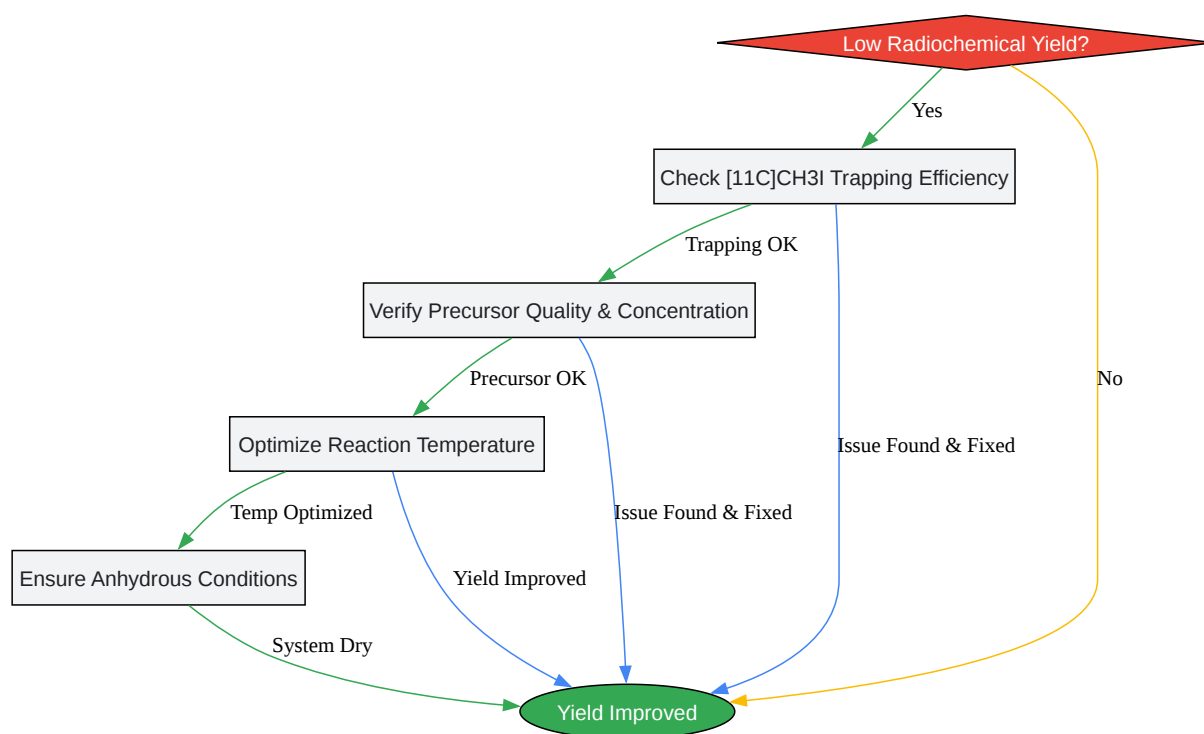 Low Radiochemical Yield?
Yes
Check [11C]CH3I Trapping Efficiency
Trapping OK
Verify Precursor Quality & Concentration
Precursor OK
No
Optimize Reaction Temperature
Issue Found & Fixed
Temp Optimized
Issue Found & Fixed
Ensure Anhydrous Conditions
Yield Improved
System Dry
Yield Improved